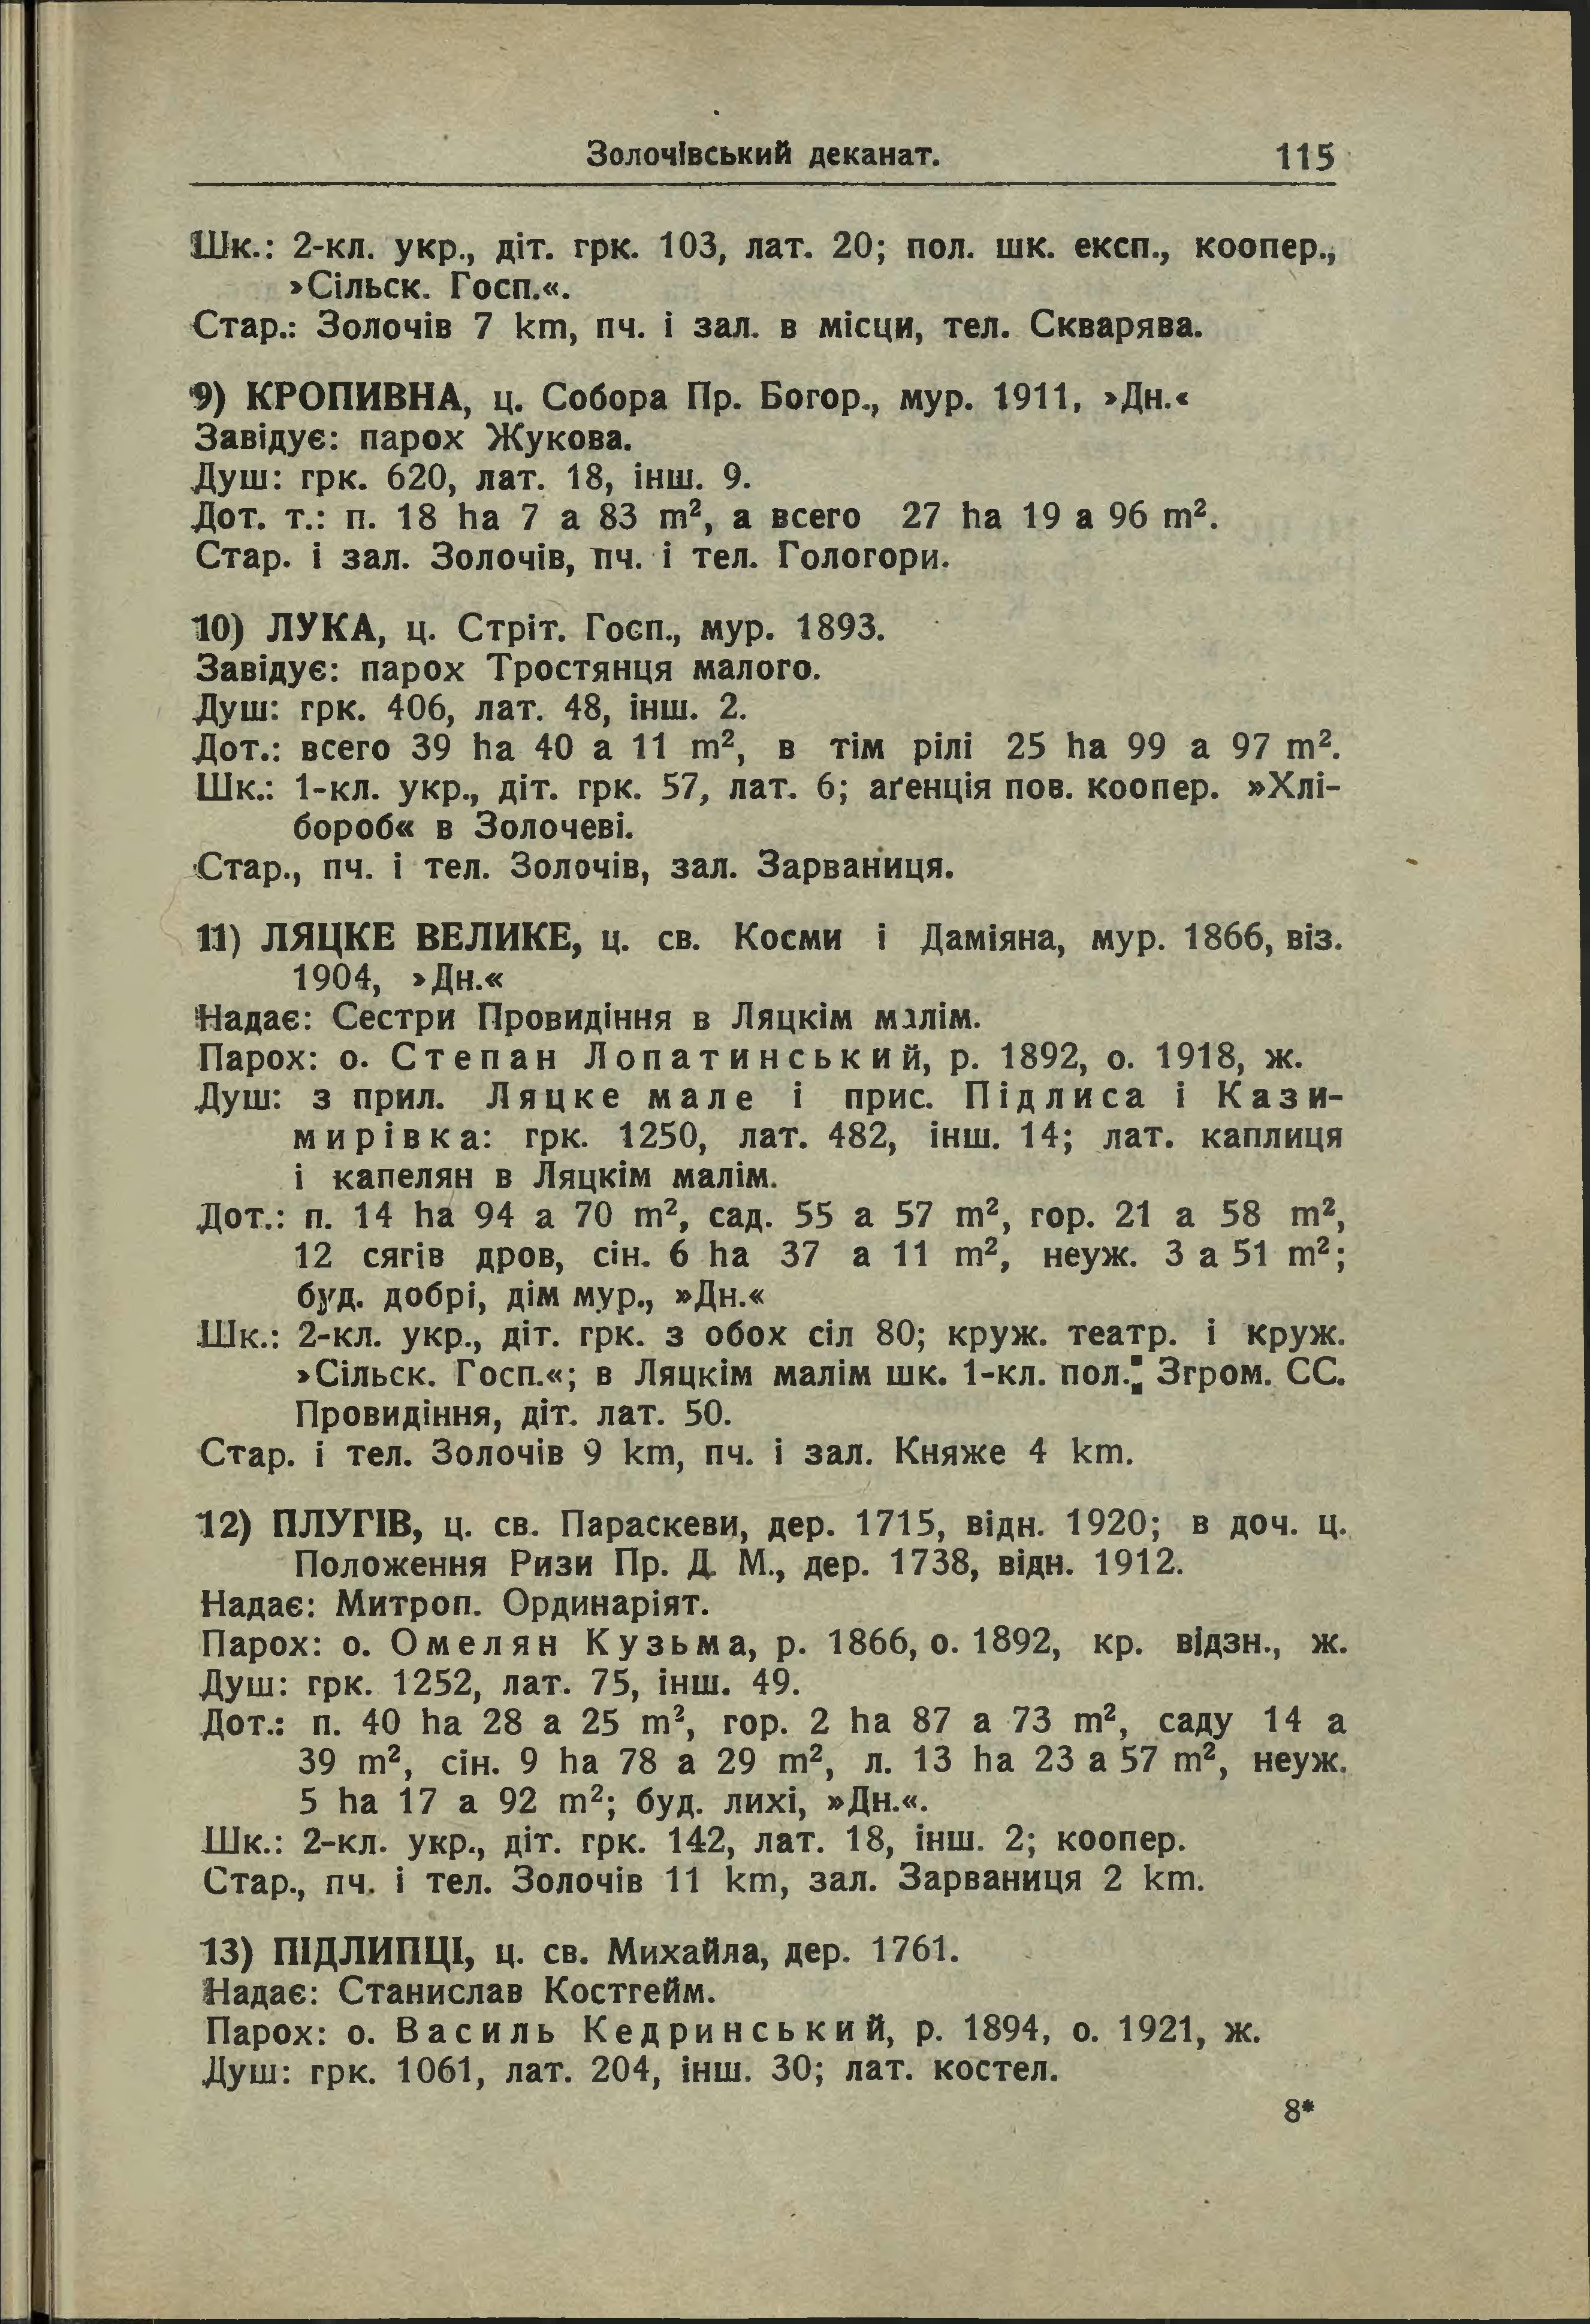 Золочівський деканат. 115
Шк.: 2-кл. укр., діт. грк. 103, лат. 20; пол. шк. експ., коопер.,
»Сільск. Госп.«.
Стар.: Золочів 7 km, пч. і зал. в місци, тел. Скварява.
9) КРОПИВНА, ц. Собора Пр. Богор., мур. 1911, »Дн.«
Завідує: парох Жукова.
Душ: грк. 620, лат. 18, інш. 9.
Дот. т.: п. 18 ha 7 a 83 m², а всего 27 ha 19 a 96 m².
Стар. і зал. Золочів, пч. і тел. Гологори.
10) ЛУКА, ц. Стріт. Госп., мур. 1893.
Завідує: парох Тростянця малого.
Душ: грк. 406, лат. 48, інш. 2.
Дот.: всего 39 ha 40 a 11 m², в тім рілі 25 ha 99 a 97 m².
Шк.: 1-кл. укр., діт. грк. 57, лат. 6; аґенція пов. коопер. »Хлі-
бороб« в Золочеві.
Стар., пч. і тел. Золочів, зал. Зарваниця.
11) ЛЯЦКЕ ВЕЛИКЕ, ц. св. Косми і Даміяна, мур. 1866, віз.
1904, »Дн.«
Надає: Сестри Провидіння в Ляцкім малім.
Парох: о. Степан Лопатинський, р. 1892, о. 1918, ж.
Душ: з прил. Ляцке мале і прис. Підлиса і Кази-
мирівка: грк. 1250, лат. 482, інш. 14; лат. каплиця
і капелян в Ляцкім малім.
Дот.: п. 14 ha 94 a 70 m², сад. 55 a 57 m², гор. 21 a 58 m²,
12 сягів дров, сін. 6 ha 37 a 11 m², неуж. 3 a 51 m²;
буд. добрі, дім мур., »Дн.«
Шк.: 2-кл. укр., діт. грк. з обох сіл 80; круж. театр. і круж.
»Сільск. Госп.«; в Ляцкім малім шк. 1-кл. пол.; Згром. СС.
Провидіння, діт. лат. 50.
Стар. і тел. Золочів 9 km, пч. і зал. Княже 4 km.
12) ПЛУГІВ, ц. св. Параскеви, дер. 1715, відн. 1920; в доч. ц.
Положення Ризи Пр. Д. М., дер. 1738, відн. 1912.
Надає: Митроп. Ординаріят.
Парох: о. Омелян Кузьма, р. 1866, о. 1892, кр. відзн., ж.
Душ: грк. 1252, лат. 75, інш. 49.
Дот.: п. 40 ha 28 a 25 m², гор. 2 ha 87 a 73 m², саду 14 a
39 m², сін. 9 ha 78 a 29 m², л. 13 ha 23 a 57 m², неуж.
5 ha 17 a 92 m²; буд. лихі, »Дн.«.
Шк.: 2-кл. укр., діт. грк. 142, лат. 18, інш. 2; коопер.
Стар., пч. і тел. Золочів 11 km, зал. Зарваниця 2 km.
13) ПІДЛИПЦІ, ц. св. Михайла, дер. 1761.
Надає: Станислав Костгейм.
Парох: о. Василь Кедринський, р. 1894, о. 1921, ж.
Душ: грк. 1061, лат. 204, інш. 30; лат. костел.
8*